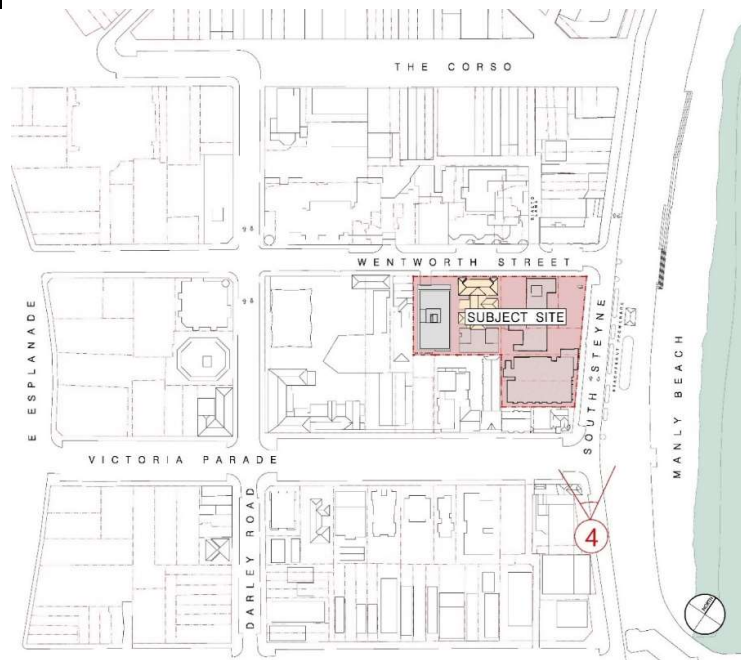 THE CORSO
WENTWORTH STREET
SUBJECT SITE
E ESPLANADE
SOUTH STEYNE
MANLY BEACH
VICTORIA PARADE
DARLEY ROAD
4
NORTH